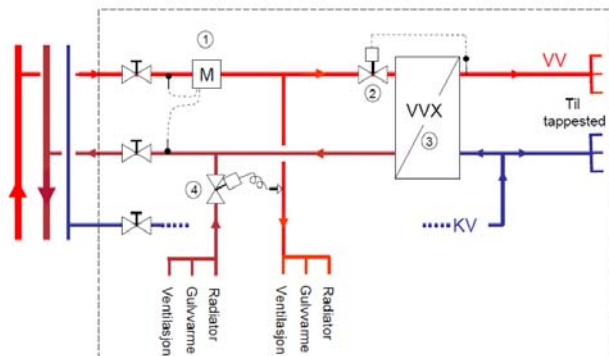 1
M
2
VVX
3
VV
Til
tappested
4
KV
Ventilasjon
Gulvvarme
Radiator
Ventilasjon
Gulvvarme
Radiator